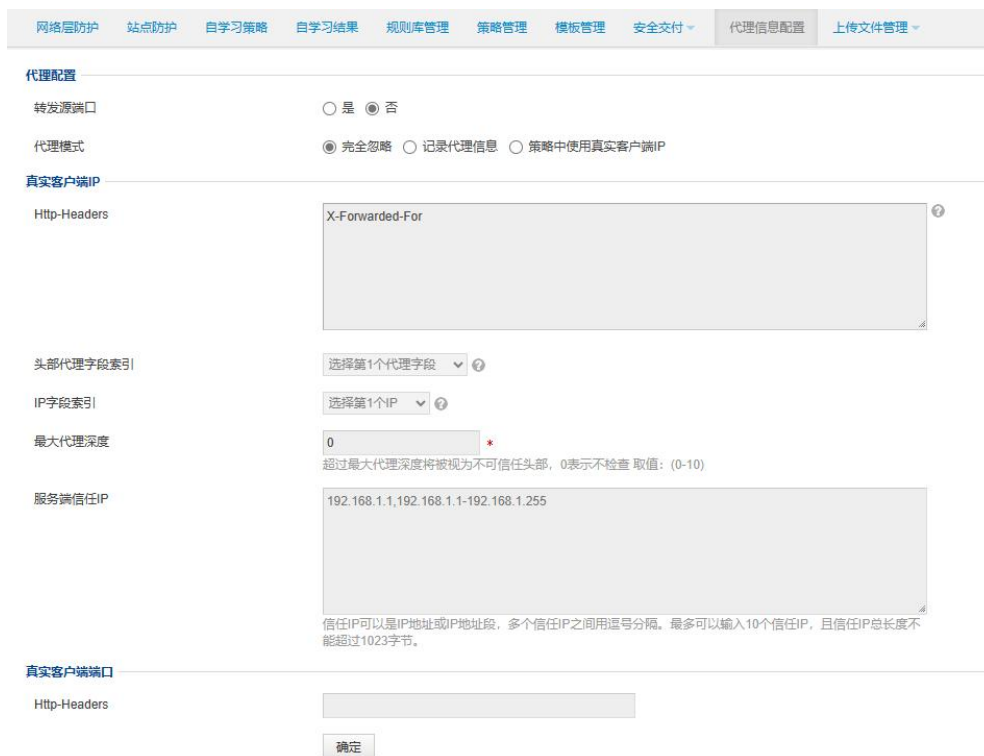 网络层防护 站点防护 自学习策略 自学习结果 规则库管理 策略管理 模板管理 安全交付 代理信息配置 上传文件管理
代理配置
转发源端口 是 否
代理模式 完全忽略 记录代理信息 策略中使用真实客户端IP
真实客户端IP
Http-Headers X-Forwarded-For
头部代理字段索引 选择第1个代理字段
IP字段索引 选择第1个IP
最大代理深度 0 *
超过最大代理深度将被视为不可信任头部，0表示不检查 取值：(0-10)
服务端信任IP 192.168.1.1,192.168.1.1-192.168.1.255
信任IP可以是IP地址或IP地址段，多个信任IP之间用逗号分隔。最多可以输入10个信任IP，且信任IP总长度不
能超过1023字节。
真实客户端端口
Http-Headers
确定